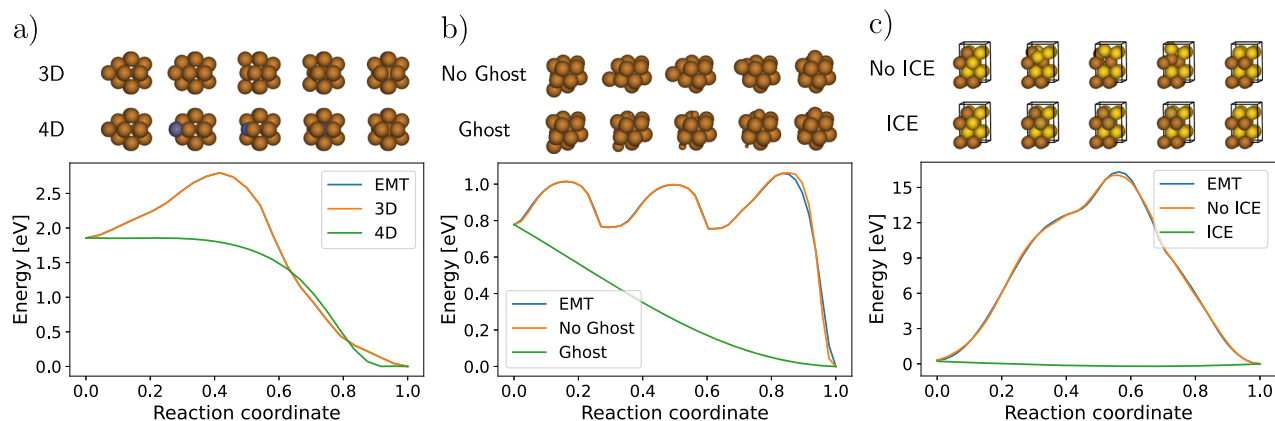 a)
3D
4D
Energy [eV]
2.5
2.0
1.5
1.0
0.5
0.0
EMT
3D
4D
0.0 0.2 0.4 0.6 0.8 1.0
Reaction coordinate
b)
No Ghost
Ghost
Energy [eV]
1.0
0.8
0.6
0.4
0.2
0.0
EMT
No Ghost
Ghost
0.0 0.2 0.4 0.6 0.8 1.0
Reaction coordinate
c)
No ICE
ICE
Energy [eV]
15
12
9
6
3
0
EMT
No ICE
ICE
0.0 0.2 0.4 0.6 0.8 1.0
Reaction coordinate